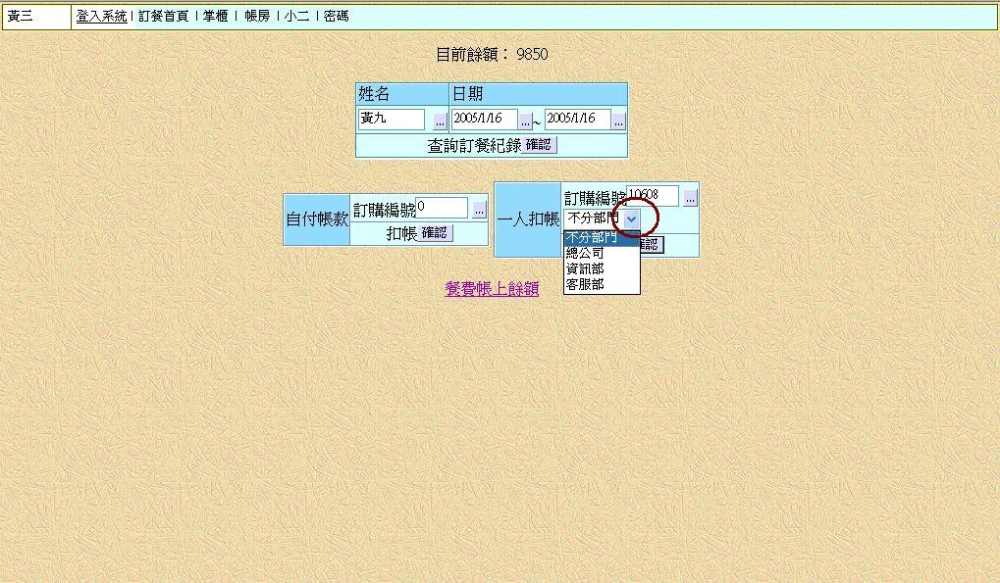 黃三 登入系統 | 訂餐首頁 | 掌櫃 | 帳房 | 小二 | 密碼
目前餘額： 9850
姓名 日期
黃九 ... 2005/1/16 ...~ 2005/1/16 ...
查詢訂餐紀錄 確認
自付帳款 訂購編號 0 ...
扣帳 確認
一人扣帳 訂購編號 10608 ...
不分部門
確認
不分部門
總公司
資訊部
客服部
餐費帳上餘額